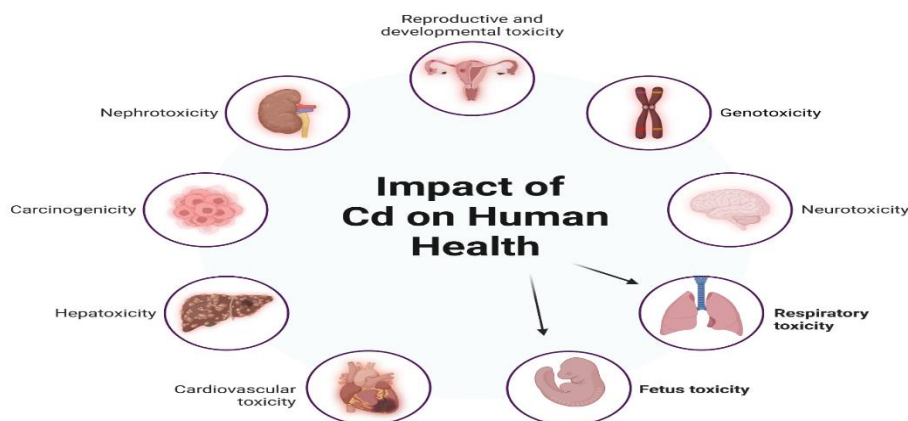 Reproductive and
developmental toxicity
Nephrotoxicity
Genotoxicity
Impact of
Cd on Human
Health
Carcinogenicity
Neurotoxicity
Hepatoxicity
Respiratory
toxicity
Cardiovascular
toxicity
Fetus toxicity